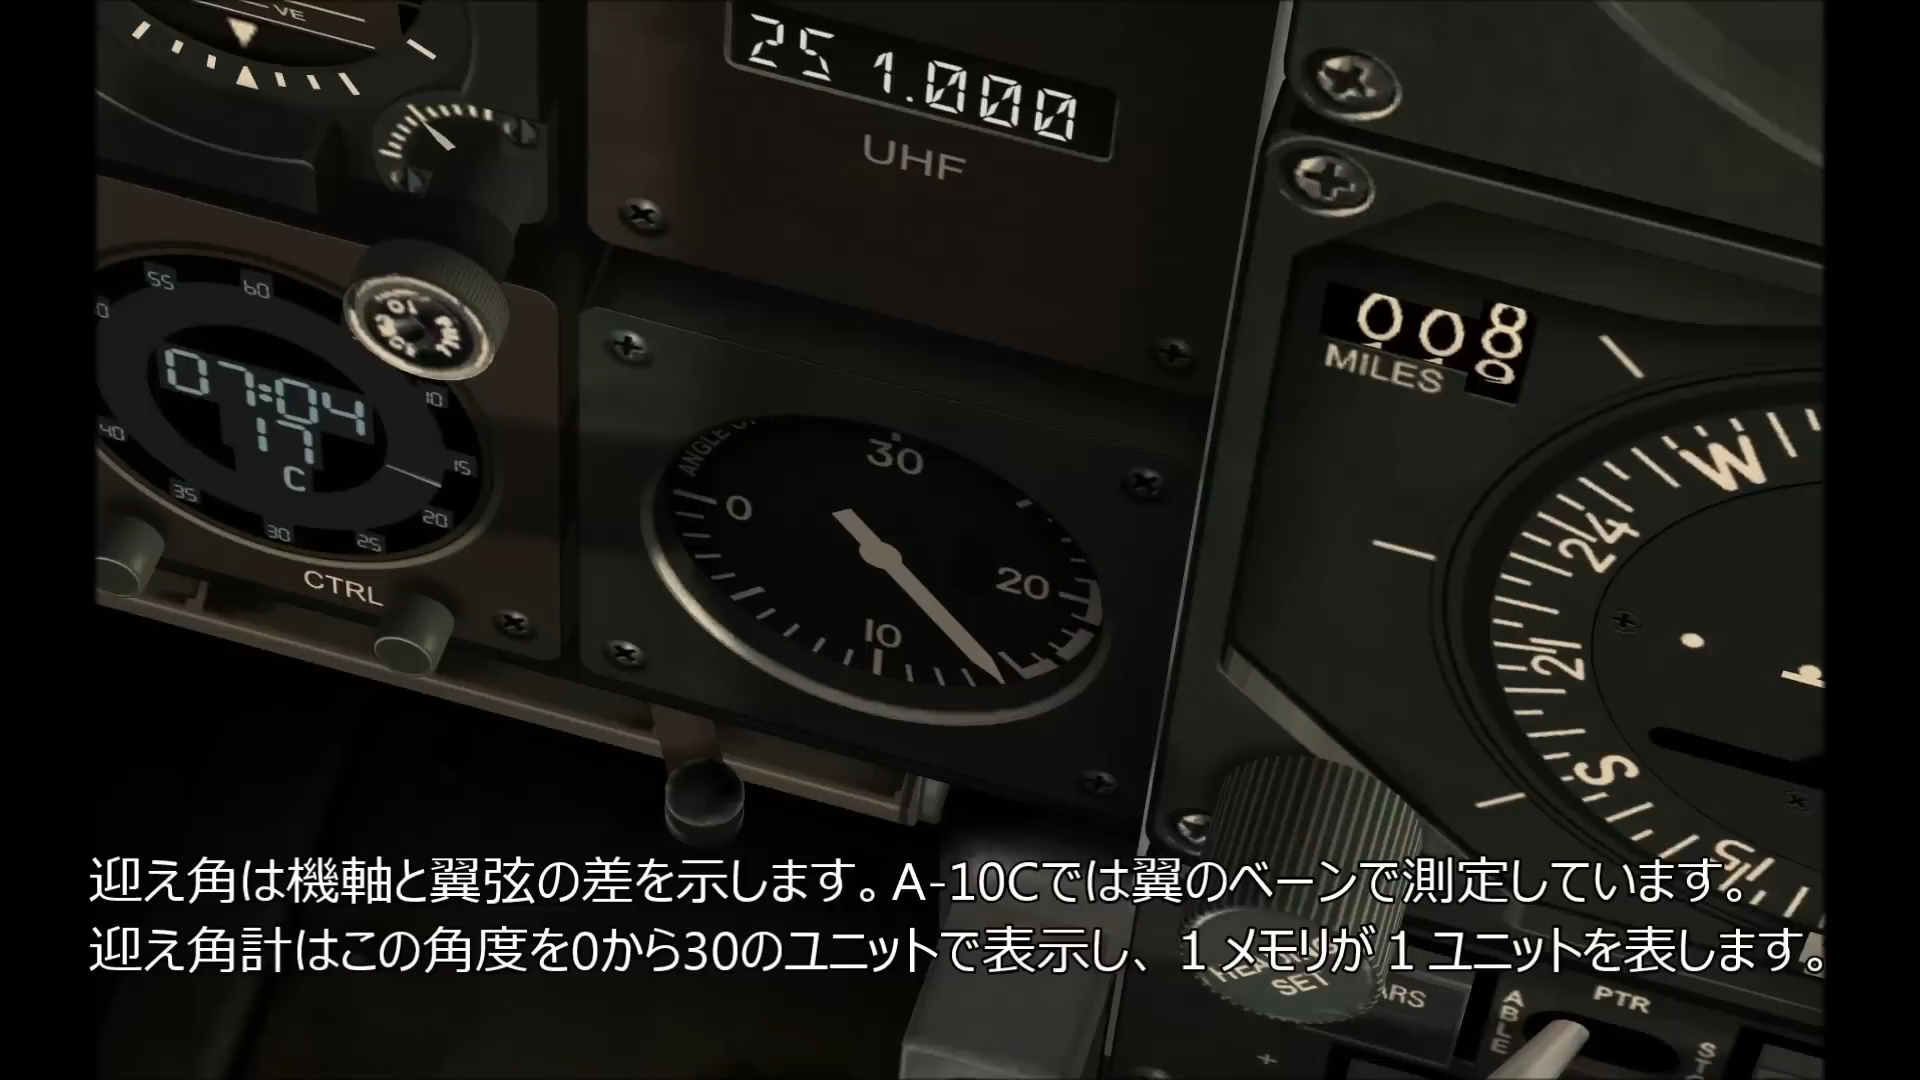 VE
251.000
UHF
55
60
10
15
20
25
30
35
40
07:04
17
C
CTRL
ANGLE
0
30
20
10
008
MILES
W
24
21
S
15
SET
PTR
ABLE
迎え角は機軸と翼弦の差を示します。A-10Cでは翼のベーンで測定しています。
迎え角計はこの角度を0から30のユニットで表示し、1メモリが1ユニットを表します。